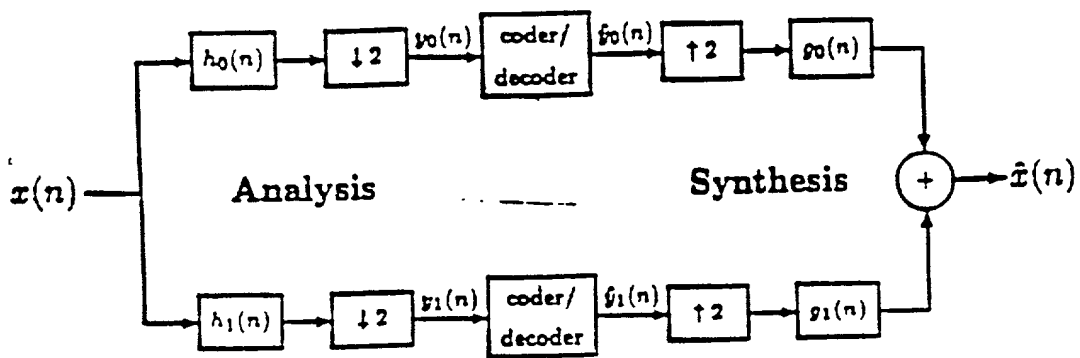 h₀(n)
↓2
y₀(n)
coder/
decoder
ŷ₀(n)
↑2
g₀(n)
x(n)
Analysis
Synthesis
+
x̂(n)
h₁(n)
↓2
y₁(n)
coder/
decoder
ŷ₁(n)
↑2
g₁(n)